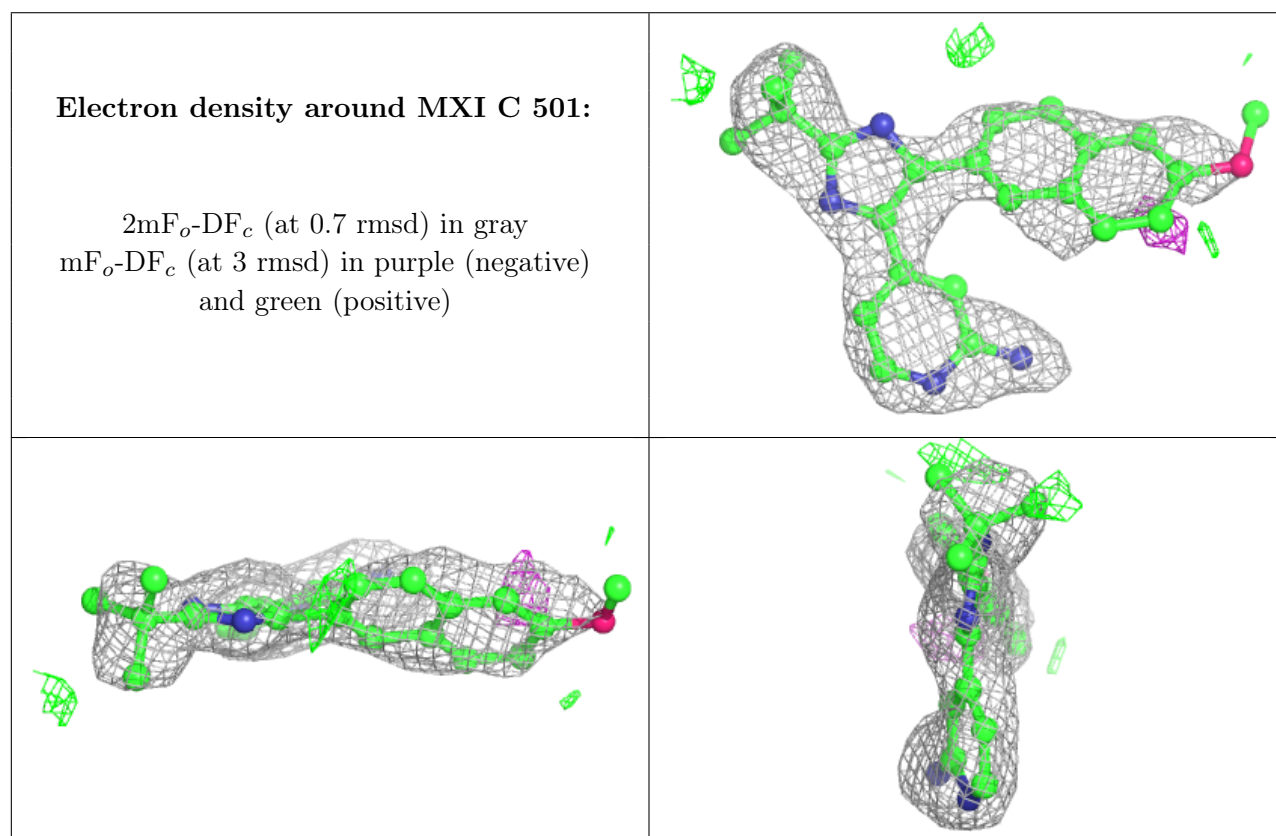 Electron density around MXI C 501:
2mFo-DFc (at 0.7 rmsd) in gray
mFo-DFc (at 3 rmsd) in purple (negative)
and green (positive)